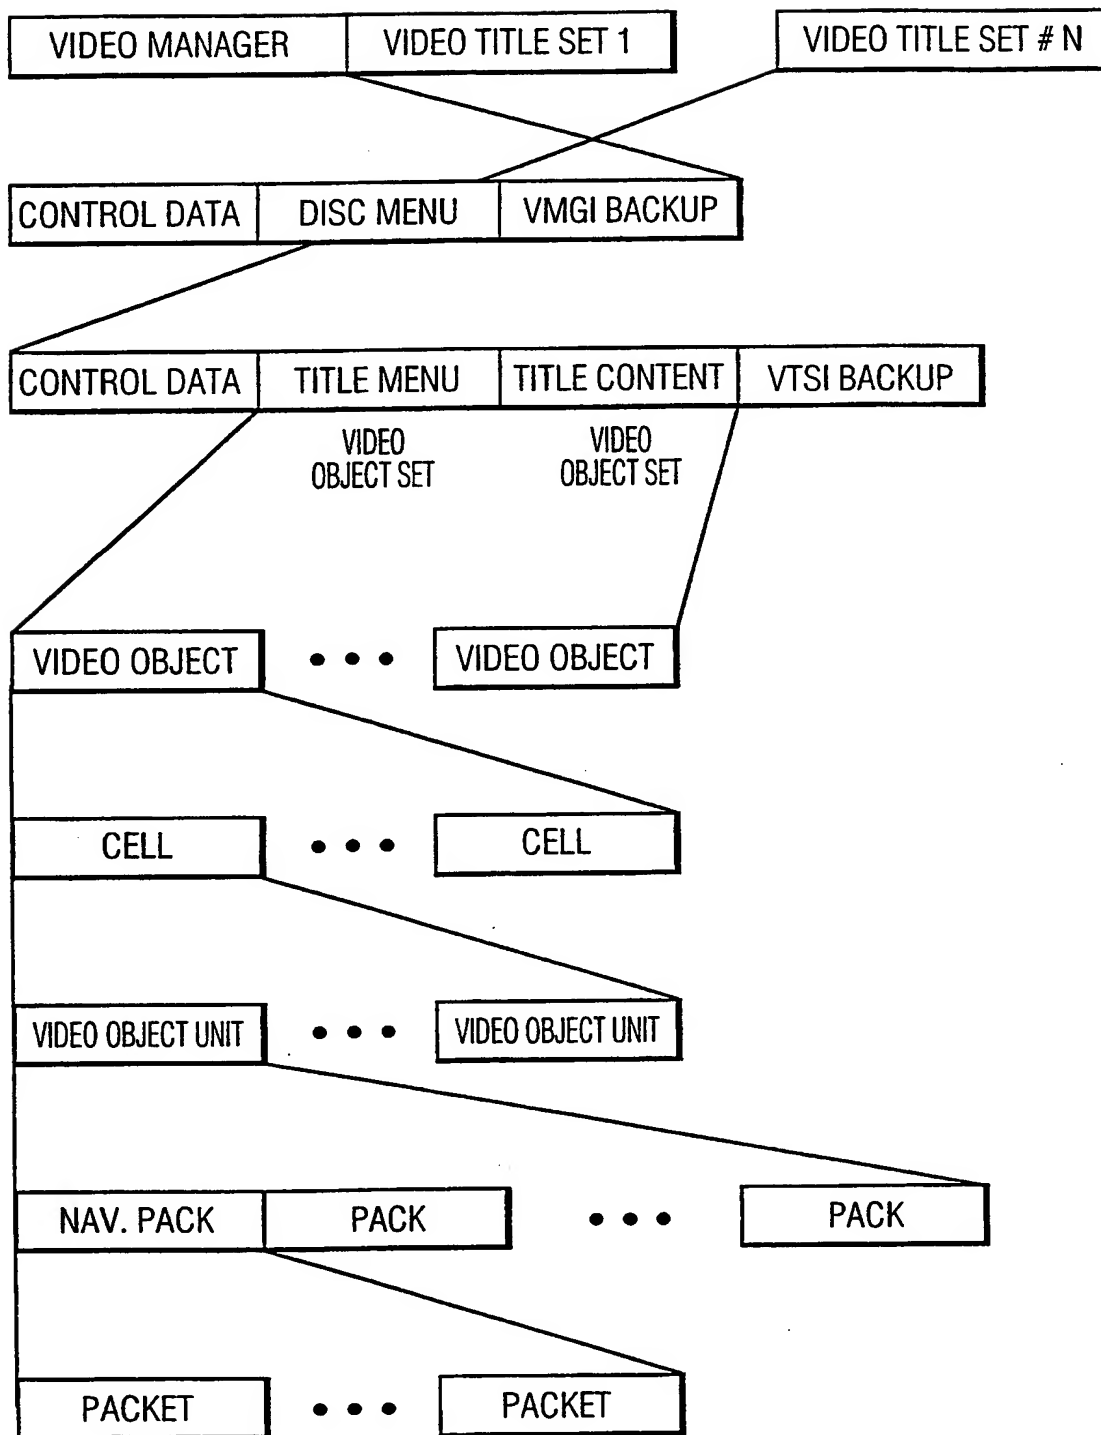 VIDEO MANAGER VIDEO TITLE SET 1 VIDEO TITLE SET # N
CONTROL DATA DISC MENU VMGI BACKUP
CONTROL DATA TITLE MENU TITLE CONTENT VTSI BACKUP
VIDEO OBJECT SET VIDEO OBJECT SET
VIDEO OBJECT • • • VIDEO OBJECT
CELL • • • CELL
VIDEO OBJECT UNIT • • • VIDEO OBJECT UNIT
NAV. PACK PACK • • • PACK
PACKET • • • PACKET